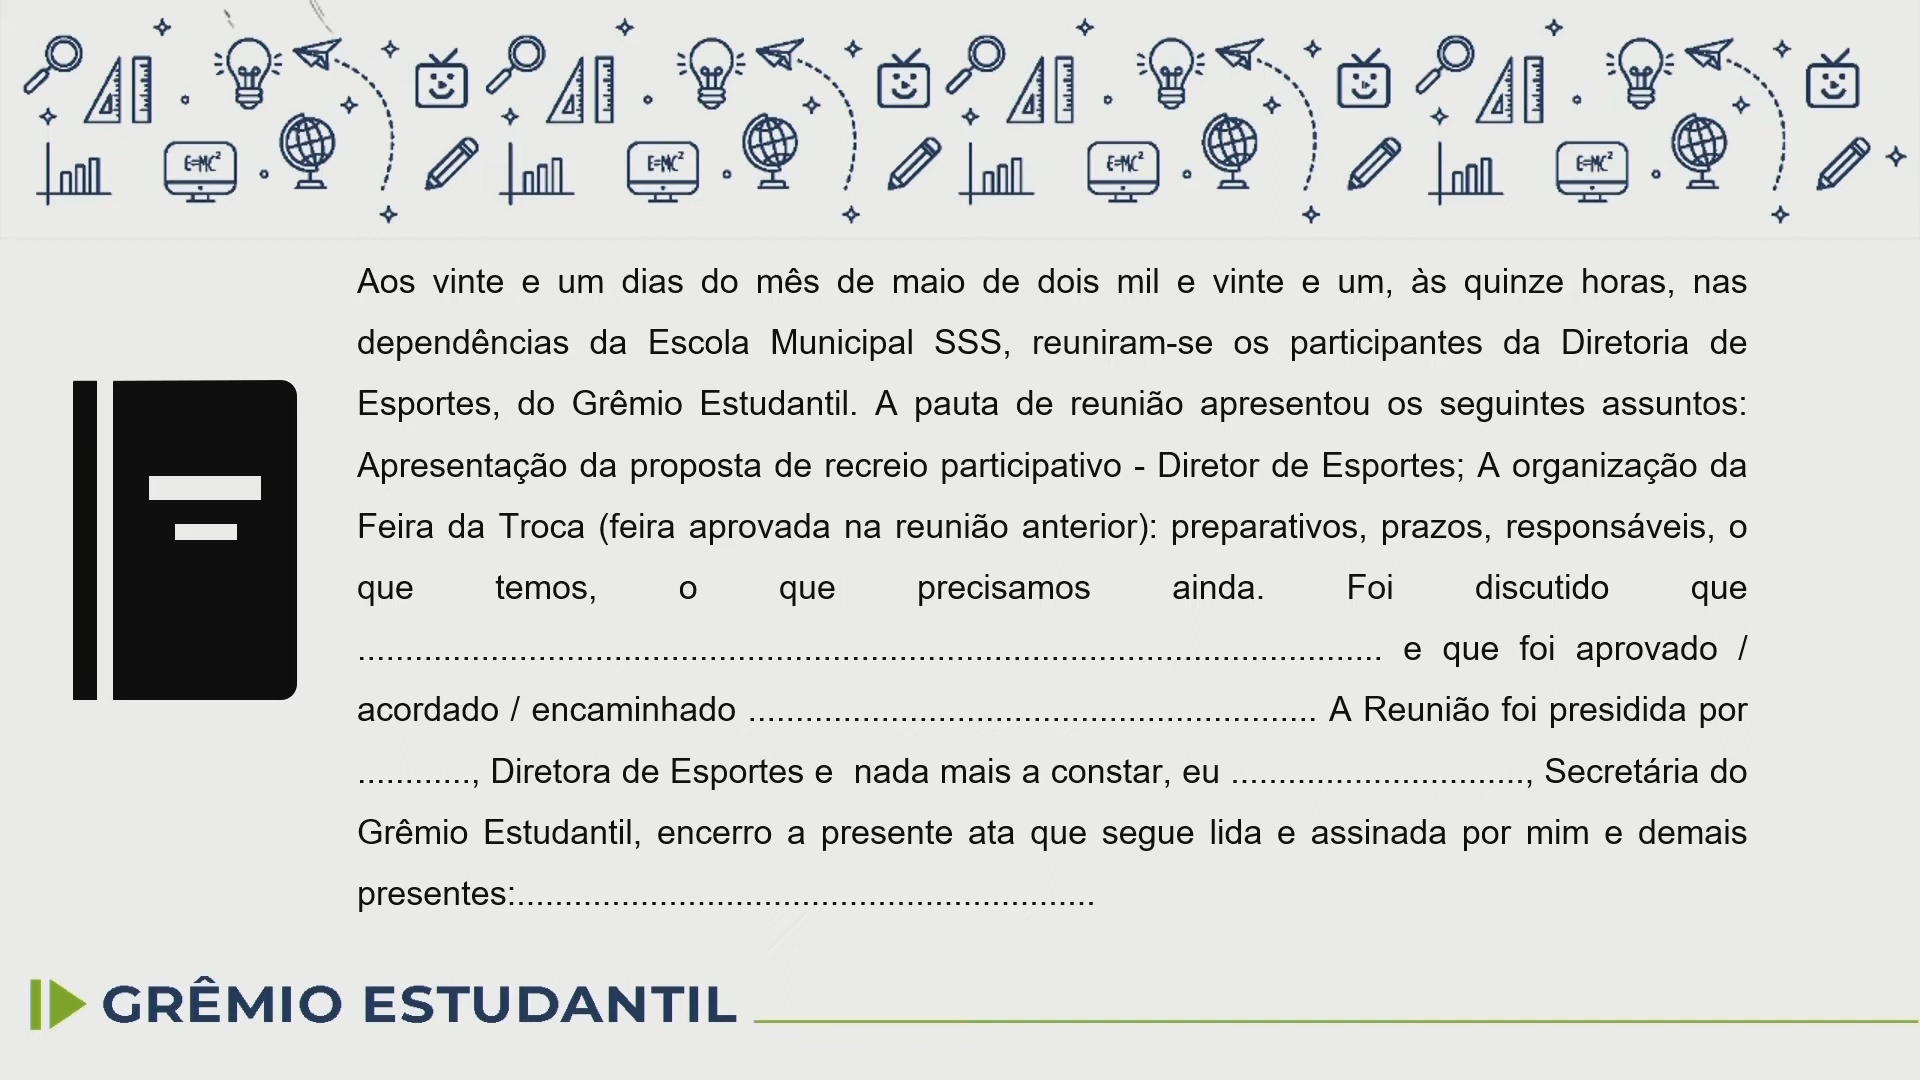 E=MC²
E=MC²
E=MC²
E=MC²
Aos vinte e um dias do mês de maio de dois mil e vinte e um, às quinze horas, nas
dependências da Escola Municipal SSS, reuniram-se os participantes da Diretoria de
Esportes, do Grêmio Estudantil. A pauta de reunião apresentou os seguintes assuntos:
Apresentação da proposta de recreio participativo - Diretor de Esportes; A organização da
Feira da Troca (feira aprovada na reunião anterior): preparativos, prazos, responsáveis, o
que temos, o que precisamos ainda. Foi discutido que
............................................................................................................ e que foi aprovado /
acordado / encaminhado ............................................................ A Reunião foi presidida por
............, Diretora de Esportes e nada mais a constar, eu ..............................., Secretária do
Grêmio Estudantil, encerro a presente ata que segue lida e assinada por mim e demais
presentes:.............................................................
GRÊMIO ESTUDANTIL